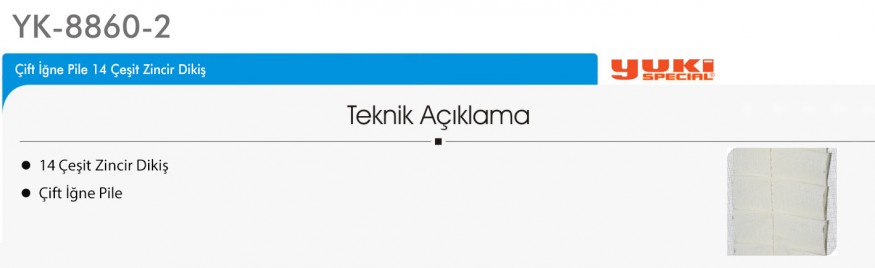 YK-8860-2
Çift İğne Pile 14 Çeşit Zincir Dikiş
YUKI
SPECIAL®
Teknik Açıklama
14 Çeşit Zincir Dikiş
Çift İğne Pile